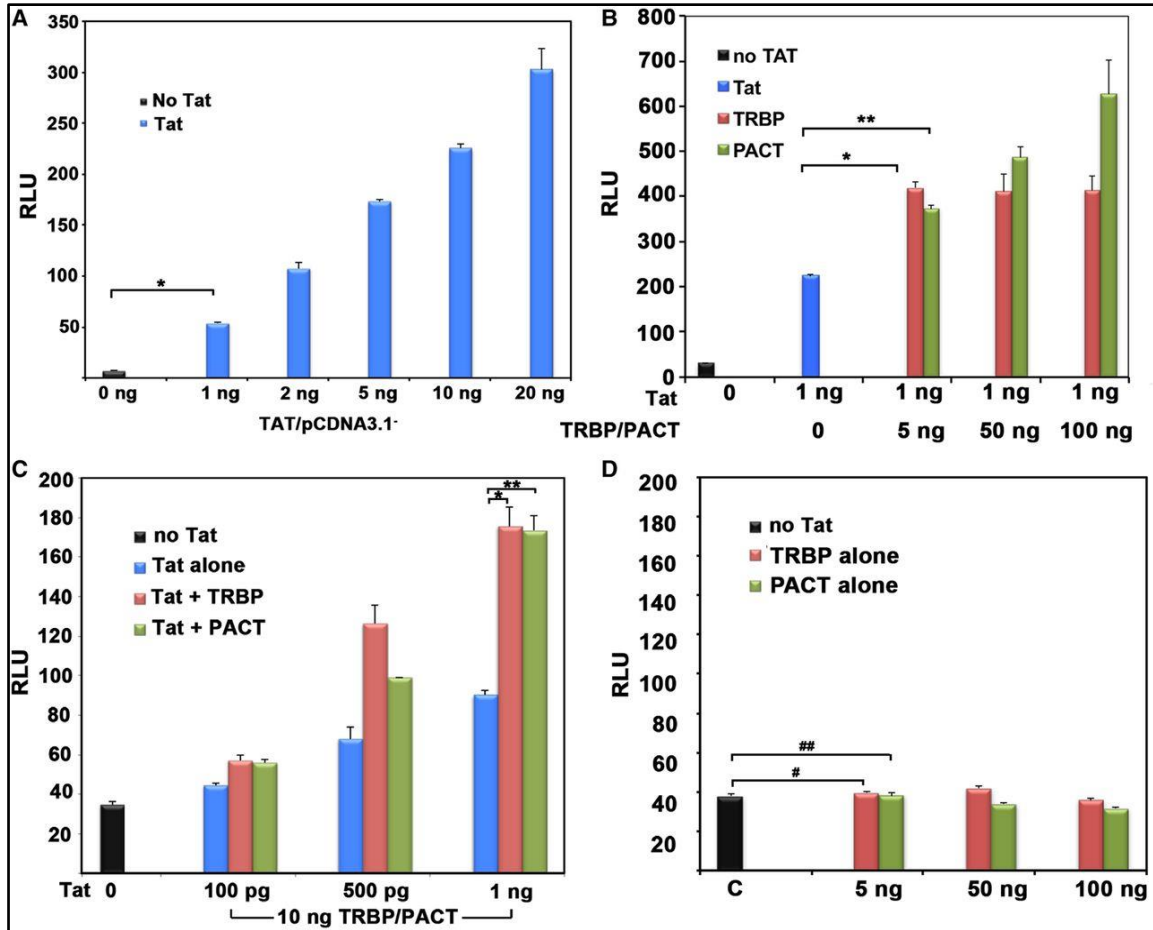 A
350
300
250
200
150
100
50
RLU
No Tat
Tat
*
0 ng 1 ng 2 ng 5 ng 10 ng 20 ng
TAT/pCDNA3.1-
B
800
700
600
500
400
300
200
100
0
RLU
no TAT
Tat
TRBP
PACT
**
*
Tat 0 1 ng 1 ng 1 ng 1 ng
TRBP/PACT 0 5 ng 50 ng 100 ng
C
200
180
160
140
120
100
80
60
40
20
RLU
no Tat
Tat alone
Tat + TRBP
Tat + PACT
**
*
Tat 0 100 pg 500 pg 1 ng
10 ng TRBP/PACT
D
200
180
160
140
120
100
80
60
40
20
RLU
no Tat
TRBP alone
PACT alone
##
#
C 5 ng 50 ng 100 ng